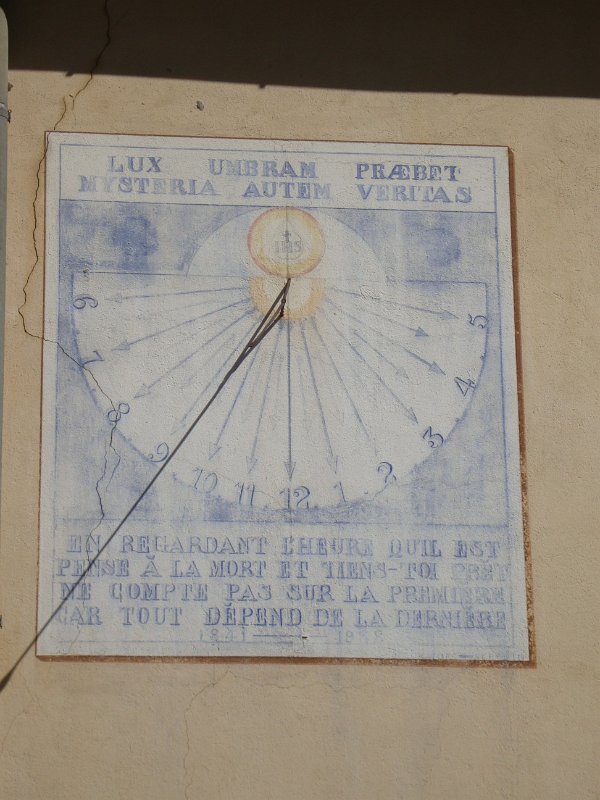 LUX UMBRAM PRÆBET
MYSTERIA AUTEM VERITAS
IHS
6 5
7 4
8 3
9 2
10 11 12 1
EN REGARDANT L'HEURE QU'IL EST
PENSE À LA MORT ET TIENS-TOI PRÊT
NE COMPTE PAS SUR LA PREMIÈRE
CAR TOUT DÉPEND DE LA DERNIÈRE
1841